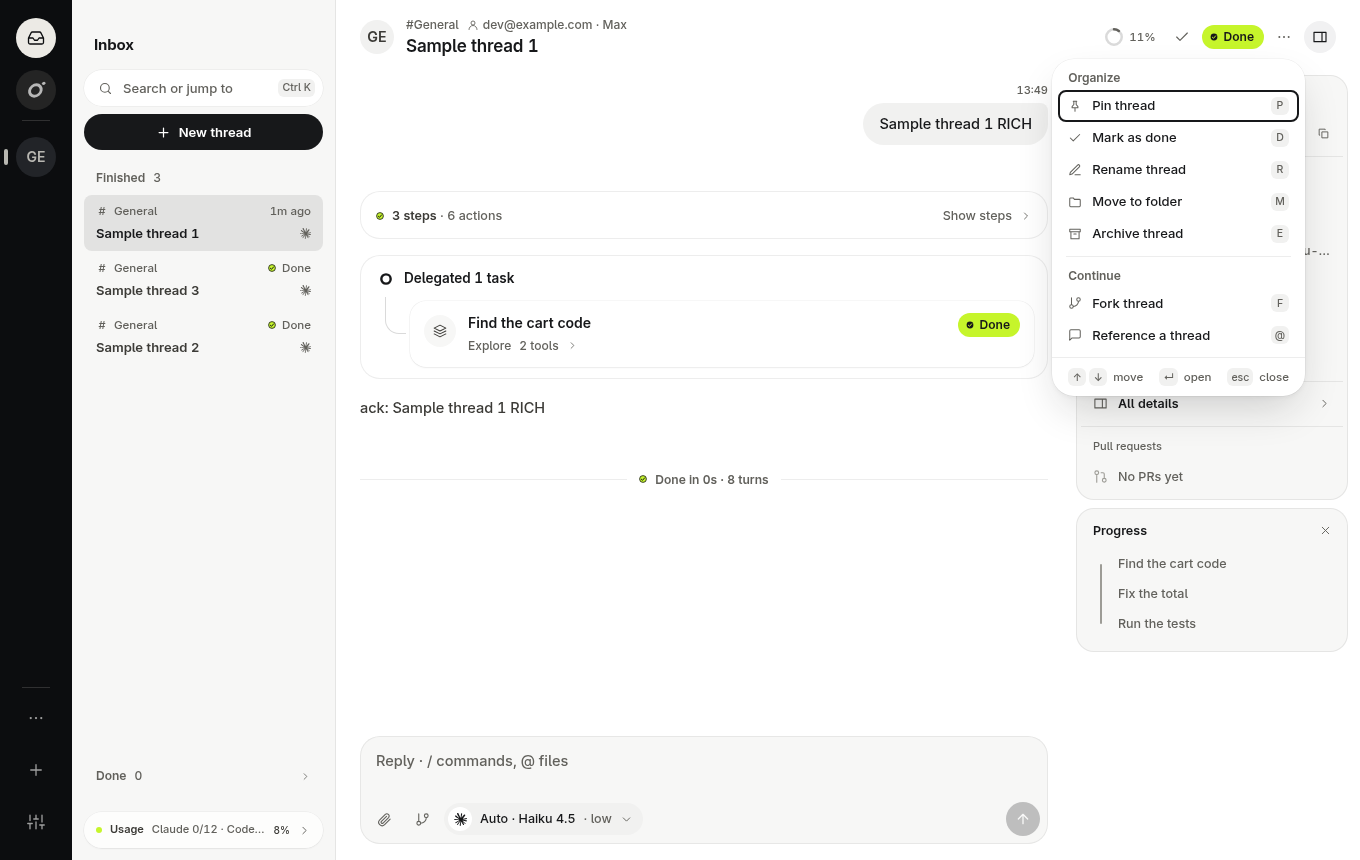 GE
Inbox
Search or jump to
Ctrl K
New thread
Finished 3
# General 1m ago
Sample thread 1
# General Done
Sample thread 3
# General Done
Sample thread 2
Done 0
Usage Claude 0/12 · Code... 8%
GE
#General dev@example.com · Max
Sample thread 1
11%
Done
13:49
Sample thread 1 RICH
3 steps · 6 actions
Show steps
Delegated 1 task
Find the cart code
Done
Explore 2 tools
ack: Sample thread 1 RICH
Done in 0s · 8 turns
Reply · / commands, @ files
Auto · Haiku 4.5 · low
Organize
Pin thread P
Mark as done D
Rename thread R
Move to folder M
Archive thread E
Continue
Fork thread F
Reference a thread @
↑ ↓ move ↵ open esc close
u-...
All details
Pull requests
No PRs yet
Progress
Find the cart code
Fix the total
Run the tests